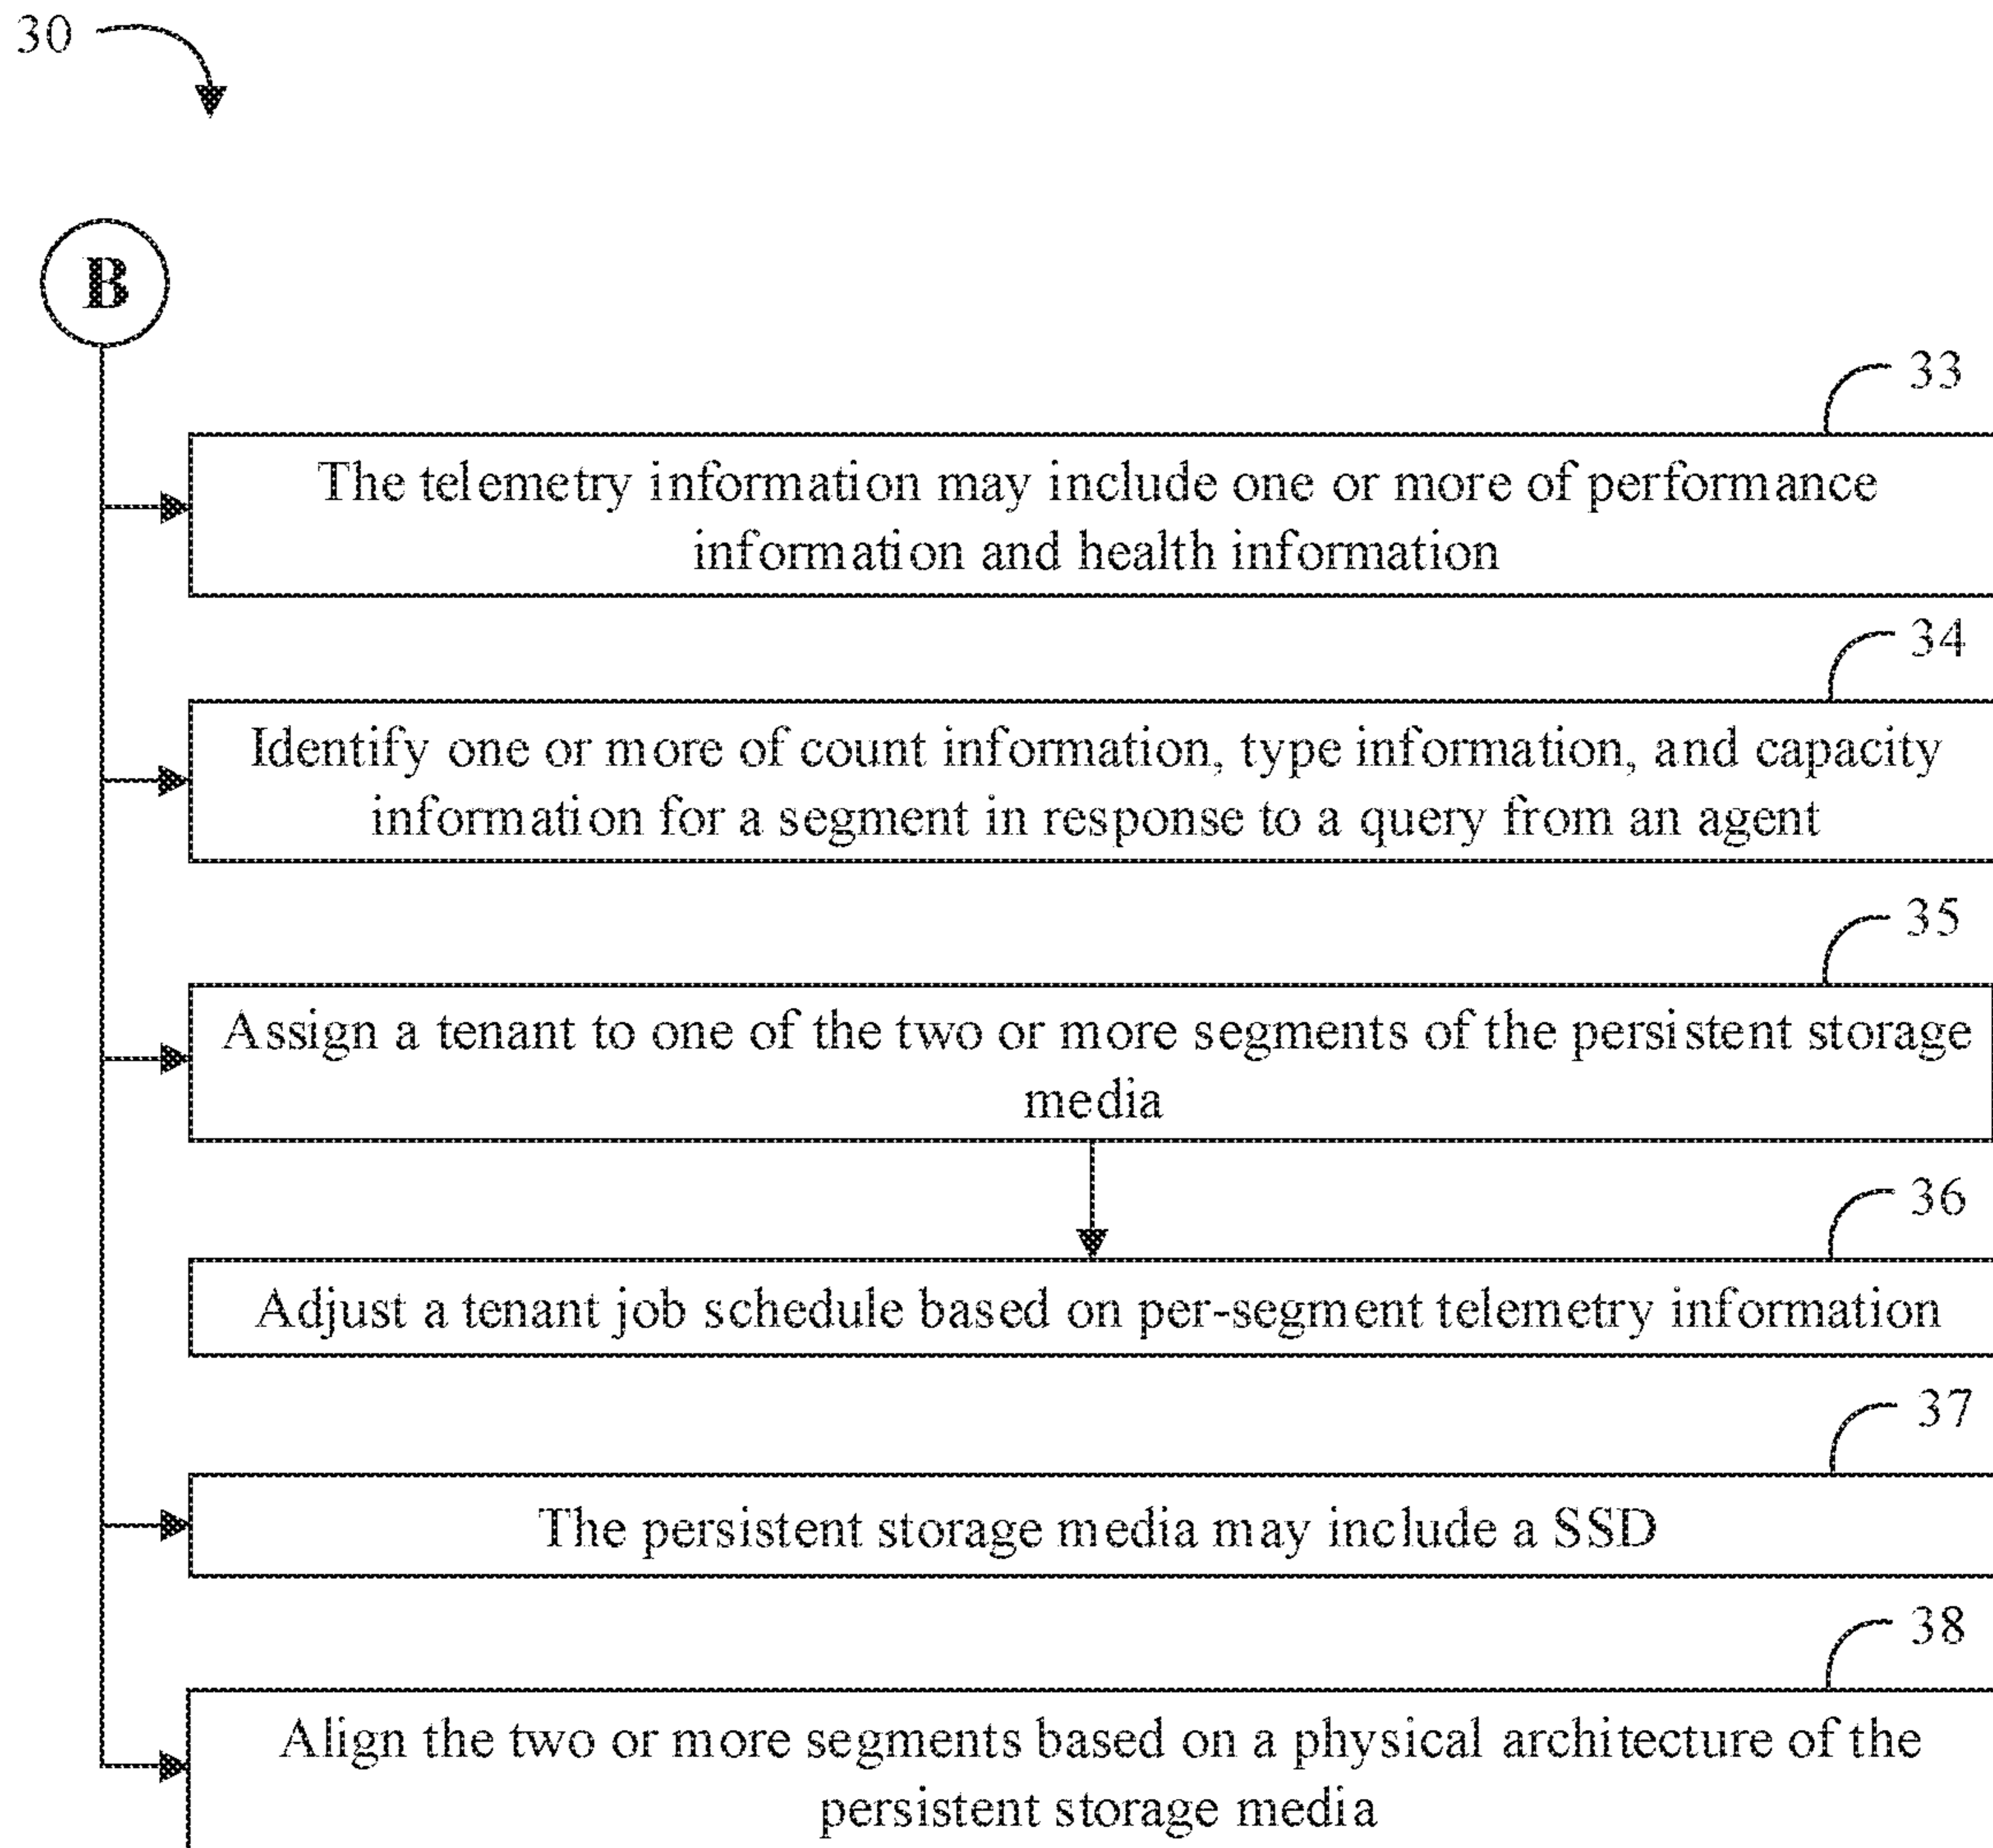 30
B
33
The telemetry information may include one or more of performance
information and health information
34
Identify one or more of count information, type information, and capacity
information for a segment in response to a query from an agent
35
Assign a tenant to one of the two or more segments of the persistent storage
media
36
Adjust a tenant job schedule based on per-segment telemetry information
37
The persistent storage media may include a SSD
38
Align the two or more segments based on a physical architecture of the
persistent storage media